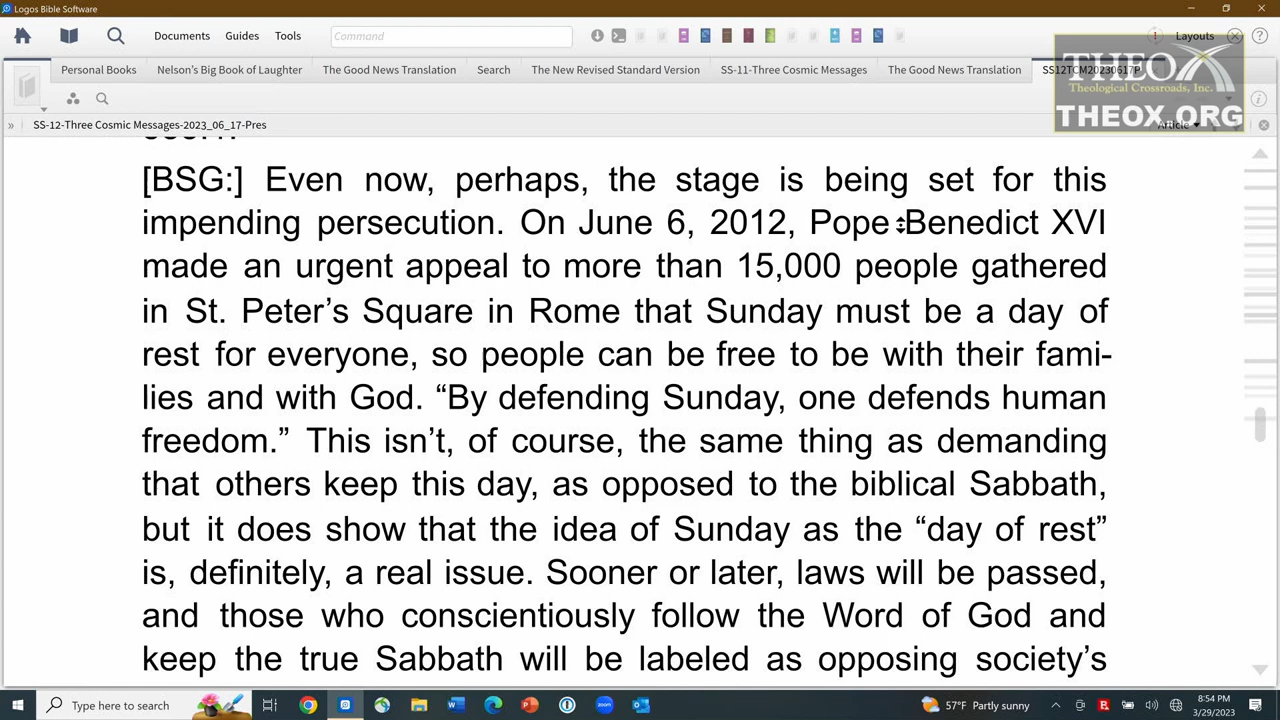 Logos Bible Software
Documents Guides Tools Command Layouts
Personal Books Nelson's Big Book of Laughter Search The New Revised Standard Version SS-11-Three Cosmic Messages The Good News Translation SS12TCM20230617P
THEOX
Theological Crossroads, Inc.
THEOX.ORG
SS-12-Three Cosmic Messages-2023_06_17-Pres Article
[BSG:] Even now, perhaps, the stage is being set for this
impending persecution. On June 6, 2012, Pope Benedict XVI
made an urgent appeal to more than 15,000 people gathered
in St. Peter’s Square in Rome that Sunday must be a day of
rest for everyone, so people can be free to be with their fami-
lies and with God. “By defending Sunday, one defends human
freedom.” This isn’t, of course, the same thing as demanding
that others keep this day, as opposed to the biblical Sabbath,
but it does show that the idea of Sunday as the “day of rest”
is, definitely, a real issue. Sooner or later, laws will be passed,
and those who conscientiously follow the Word of God and
keep the true Sabbath will be labeled as opposing society’s
Type here to search 57°F Partly sunny 8:54 PM
3/29/2023